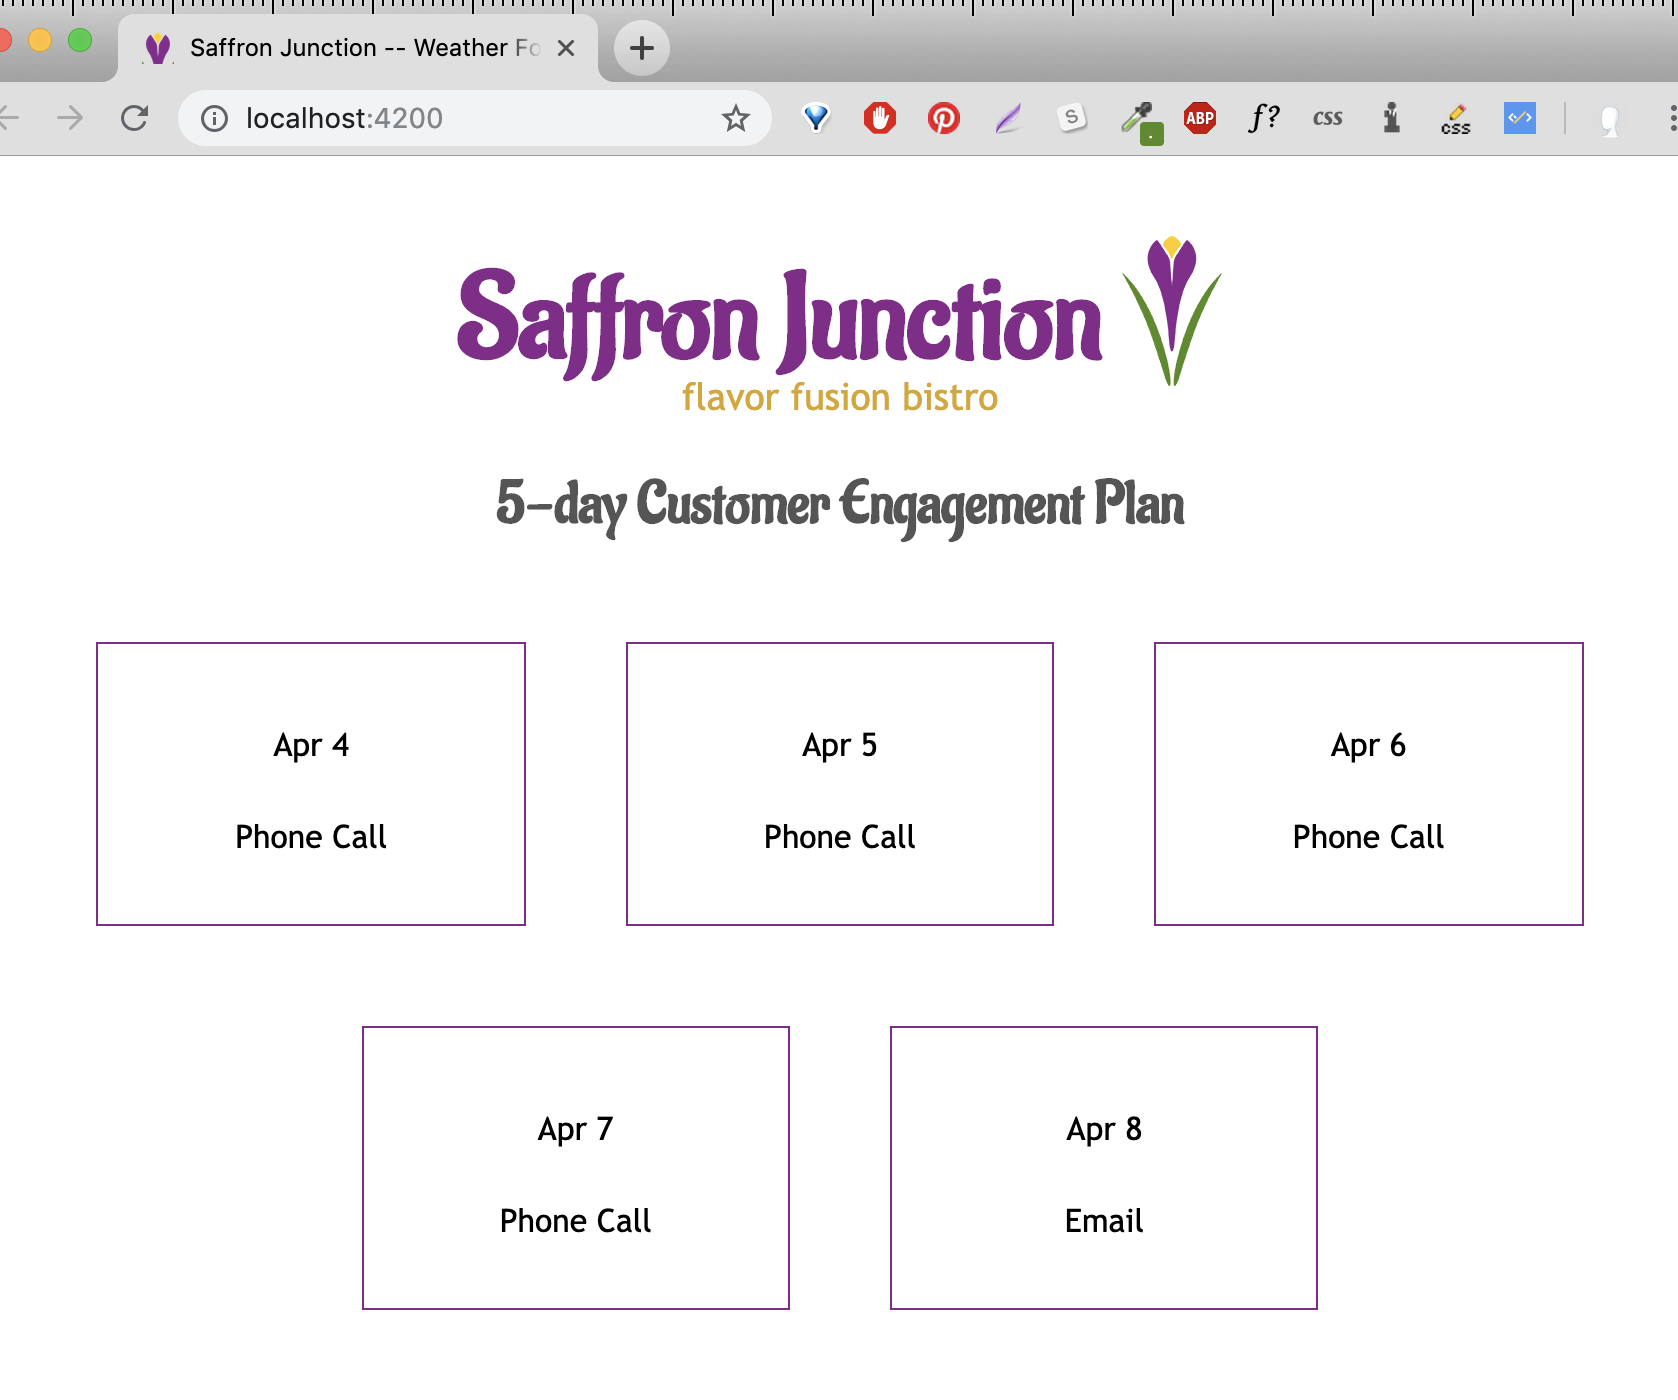 Saffron Junction -- Weather Fo
localhost:4200
S
ABP
f?
css
css
Saffron Junction
flavor fusion bistro
5-day Customer Engagement Plan
Apr 4
Phone Call
Apr 5
Phone Call
Apr 6
Phone Call
Apr 7
Phone Call
Apr 8
Email